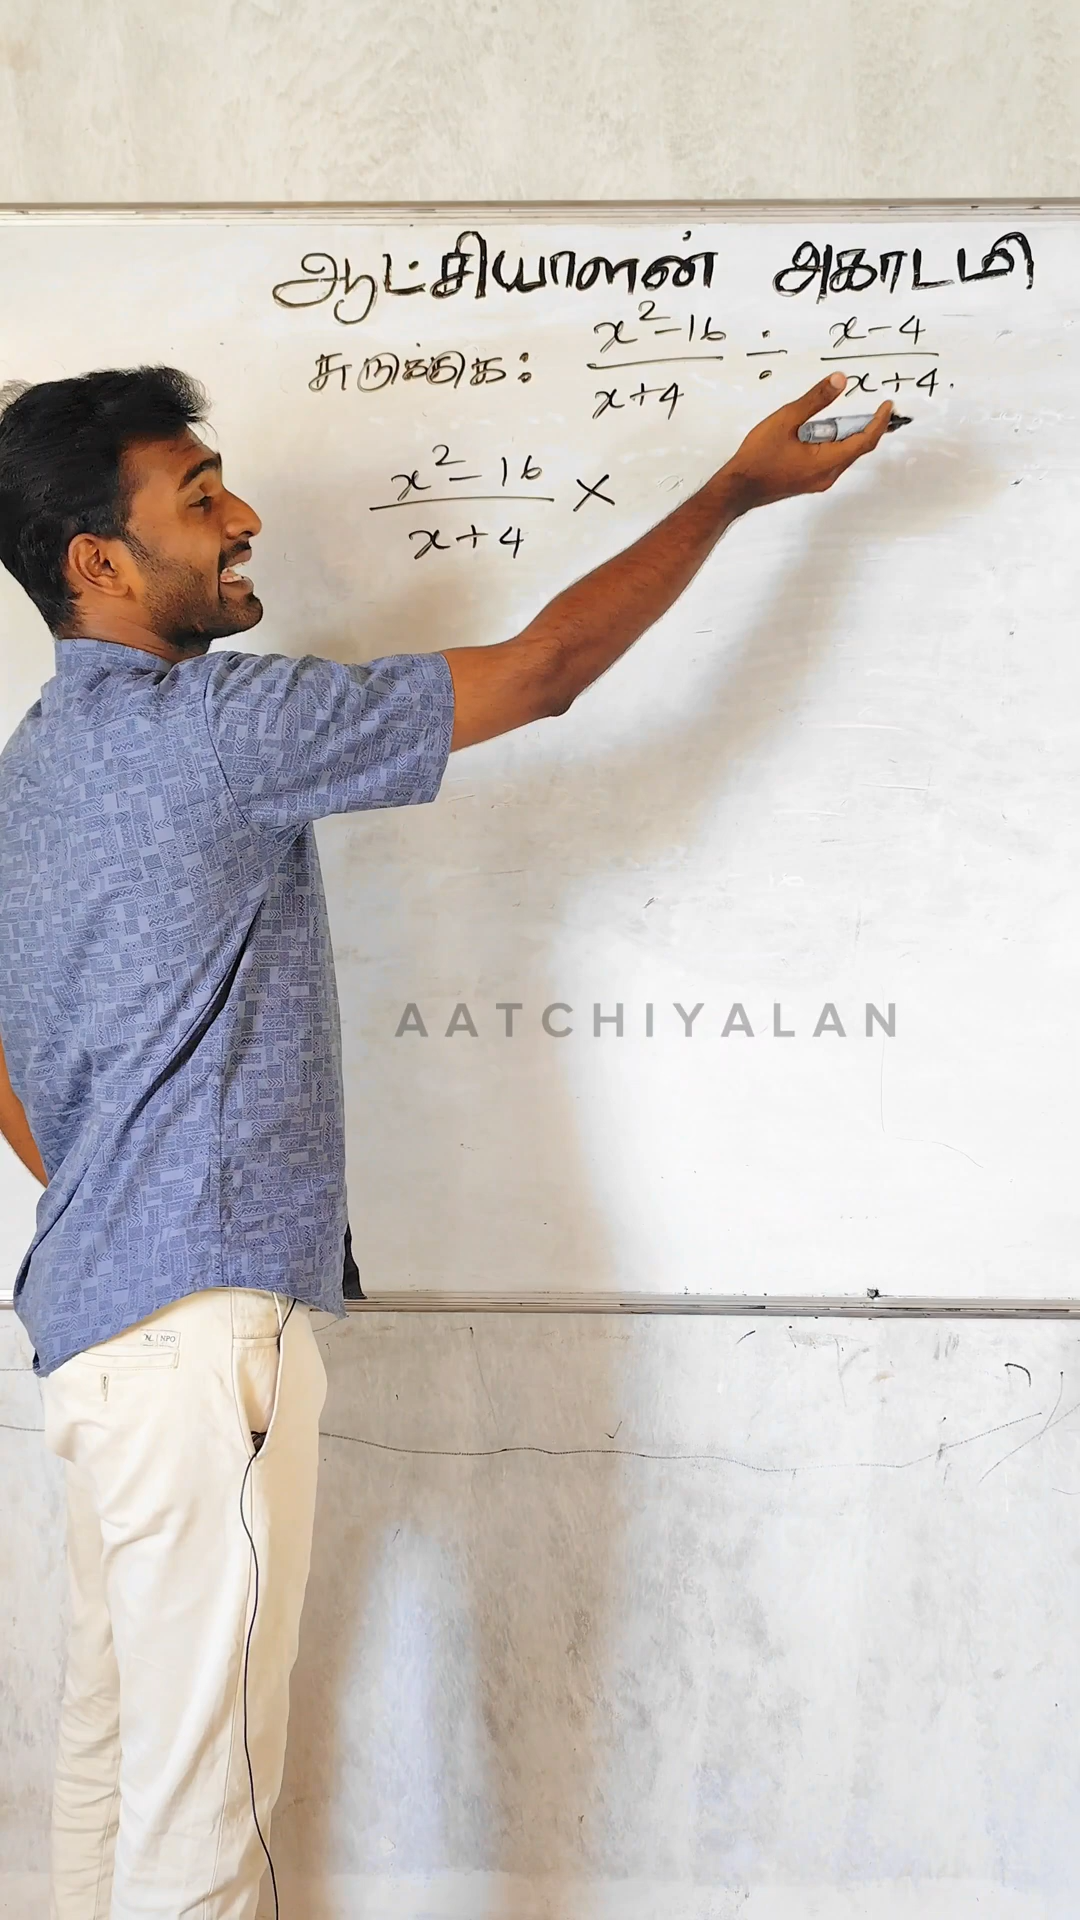 ஆட்சியாளன் அகாடமி
சுருக்குக: x²-16/x+4 ÷ x-4/x+4.
x²-16/x+4 ×
AATCHIYALAN